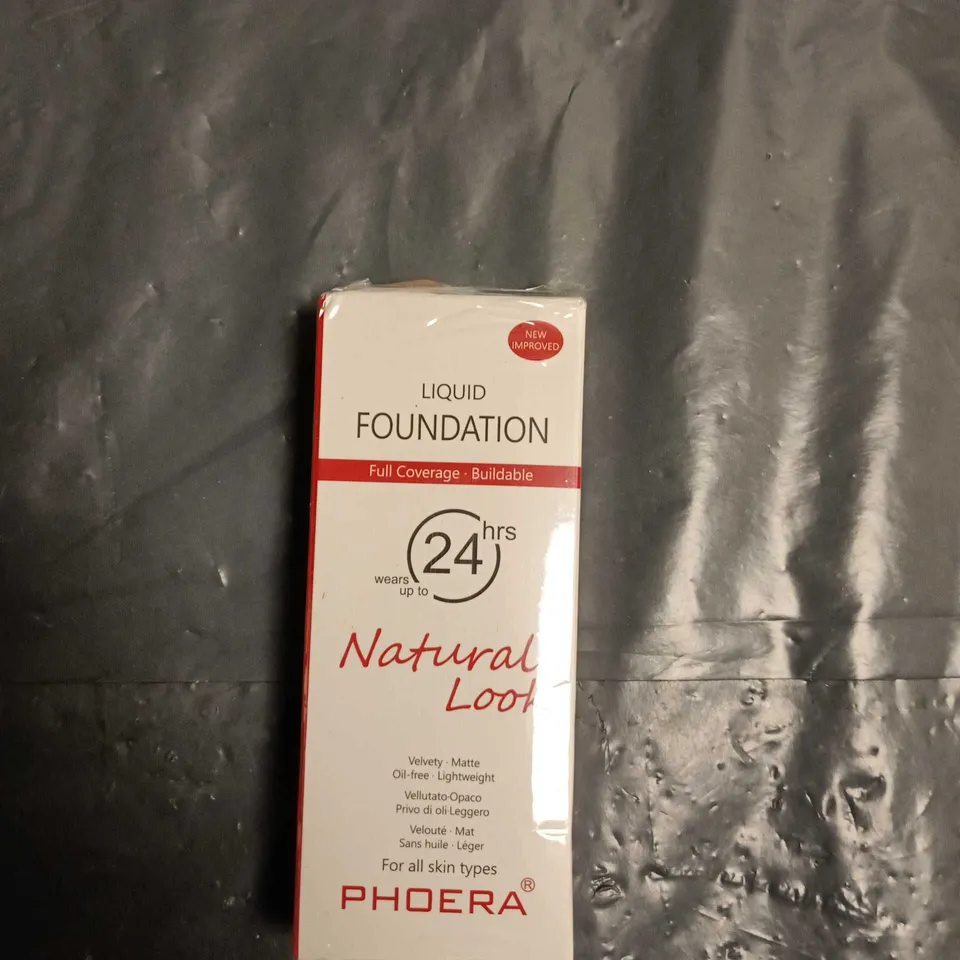 NEW
IMPROVED
LIQUID
FOUNDATION
Full Coverage · Buildable
24 hrs
wears
up to
Natural
Look
Velvety · Matte
Oil-free · Lightweight
Vellutato·Opaco
Privo di oli·Leggero
Velouté · Mat
Sans huile · Léger
For all skin types
PHOERA®